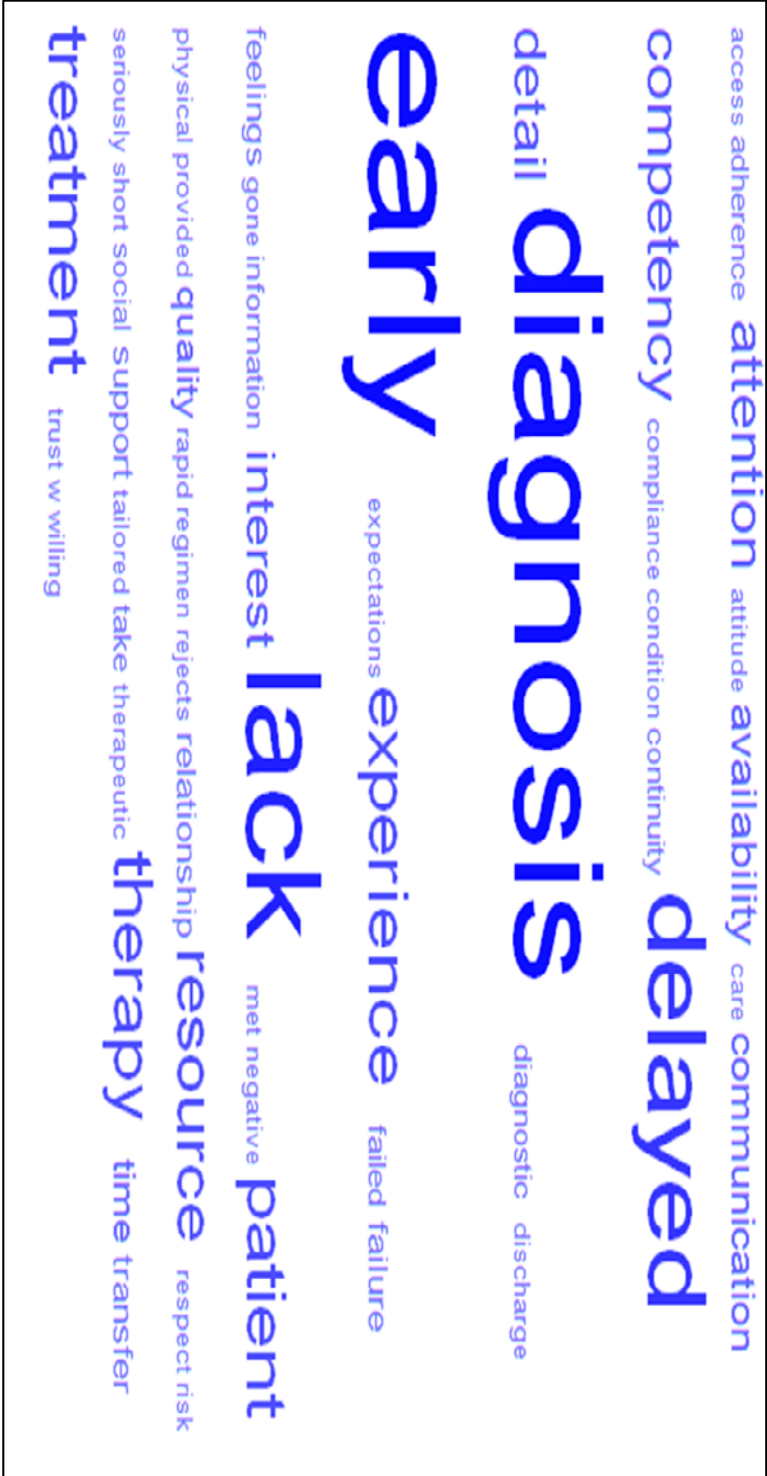 access adherence attention attitude availability care communication
competency compliance condition continuity delayed
detail diagnosis diagnostic discharge
early expectations experience failed failure
feelings gone information interest lack met negative patient
physical provided quality rapid regimen rejects relationship resource respect risk
seriously short social support tailored take therapeutic therapy time transfer
treatment trust w willing